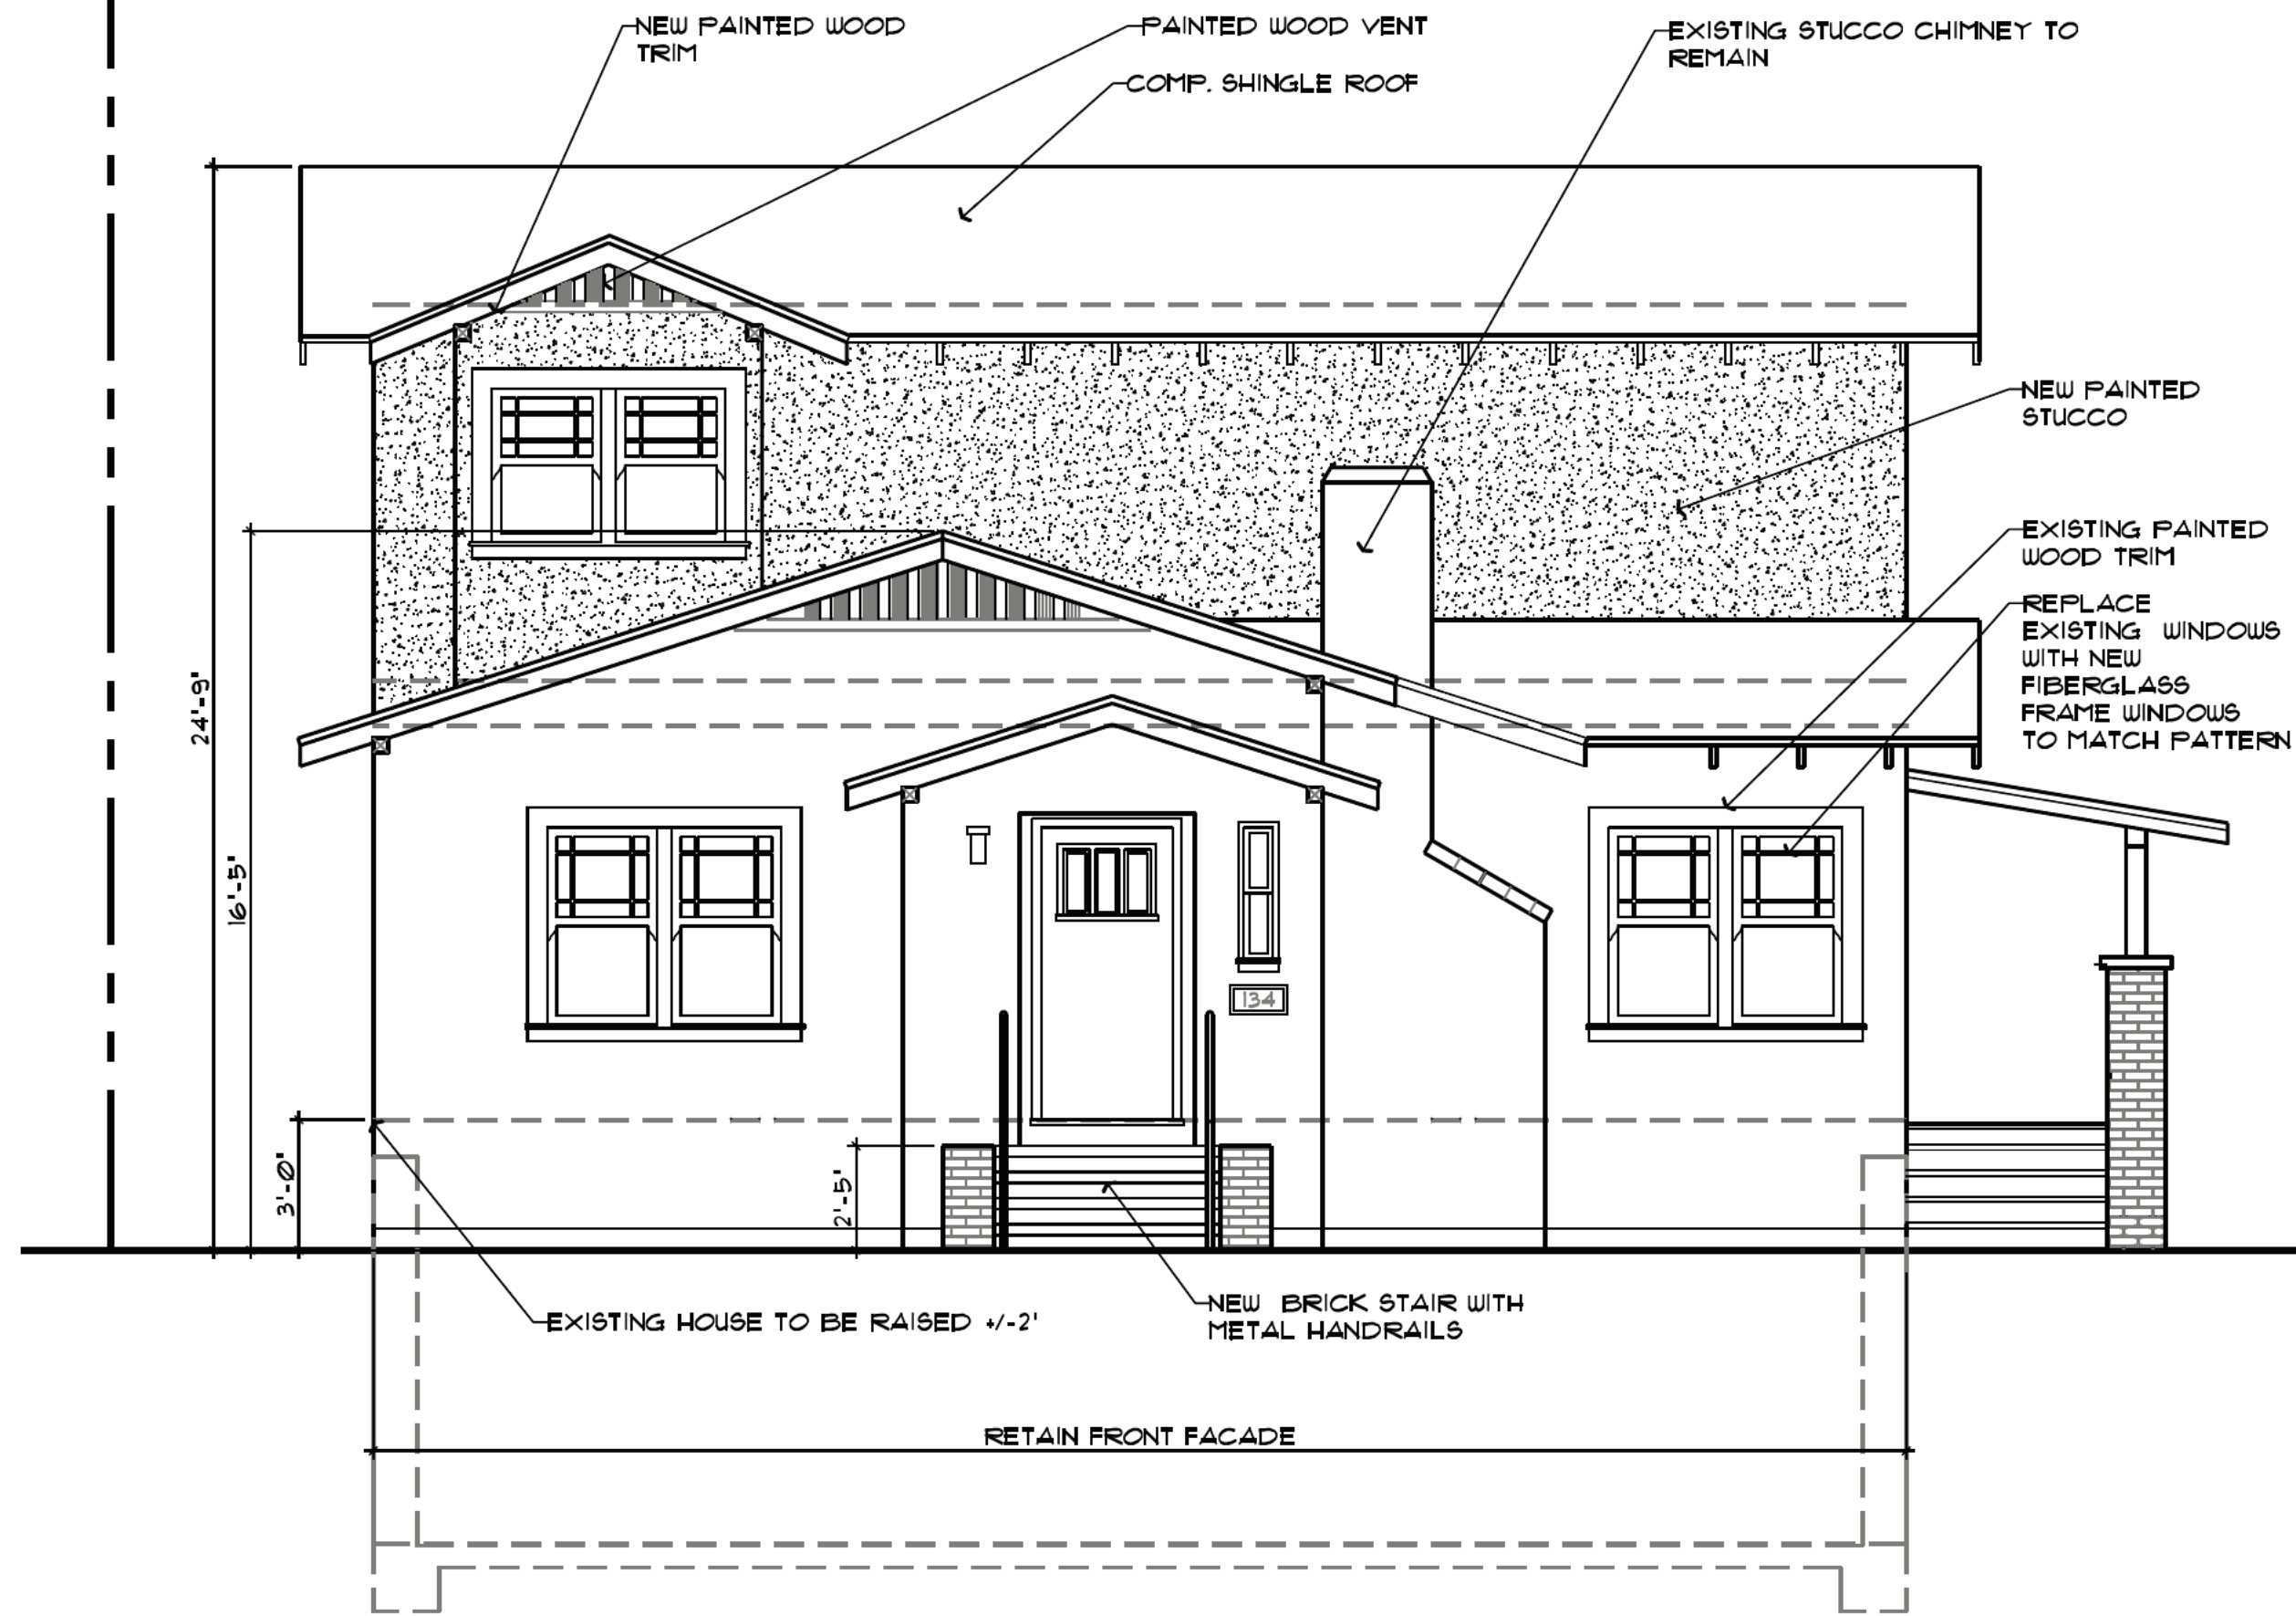 NEW PAINTED WOOD
TRIM
PAINTED WOOD VENT
COMP. SHINGLE ROOF
EXISTING STUCCO CHIMNEY TO
REMAIN
NEW PAINTED
STUCCO
EXISTING PAINTED
WOOD TRIM
REPLACE
EXISTING WINDOWS
WITH NEW
FIBERGLASS
FRAME WINDOWS
TO MATCH PATTERN
24'-9"
16'-5"
3'-0"
2'-5"
134
EXISTING HOUSE TO BE RAISED +/-2'
NEW BRICK STAIR WITH
METAL HANDRAILS
RETAIN FRONT FACADE